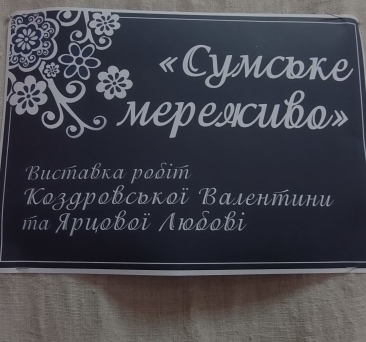 «Сумське
мереживо»
Виставка робіт
Коздровської Валентини
та Ярцової Любові